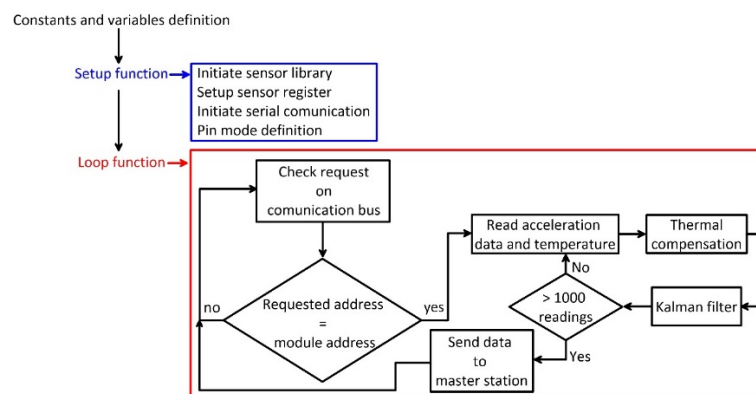 Constants and variables definition
Setup function
Initiate sensor library
Setup sensor register
Initiate serial comunication
Pin mode definition
Loop function
Check request
on
comunication bus
Requested address
=
module address
no
yes
Read acceleration
data and temperature
Thermal
compensation
Kalman filter
> 1000
readings
No
Yes
Send data
to
master station